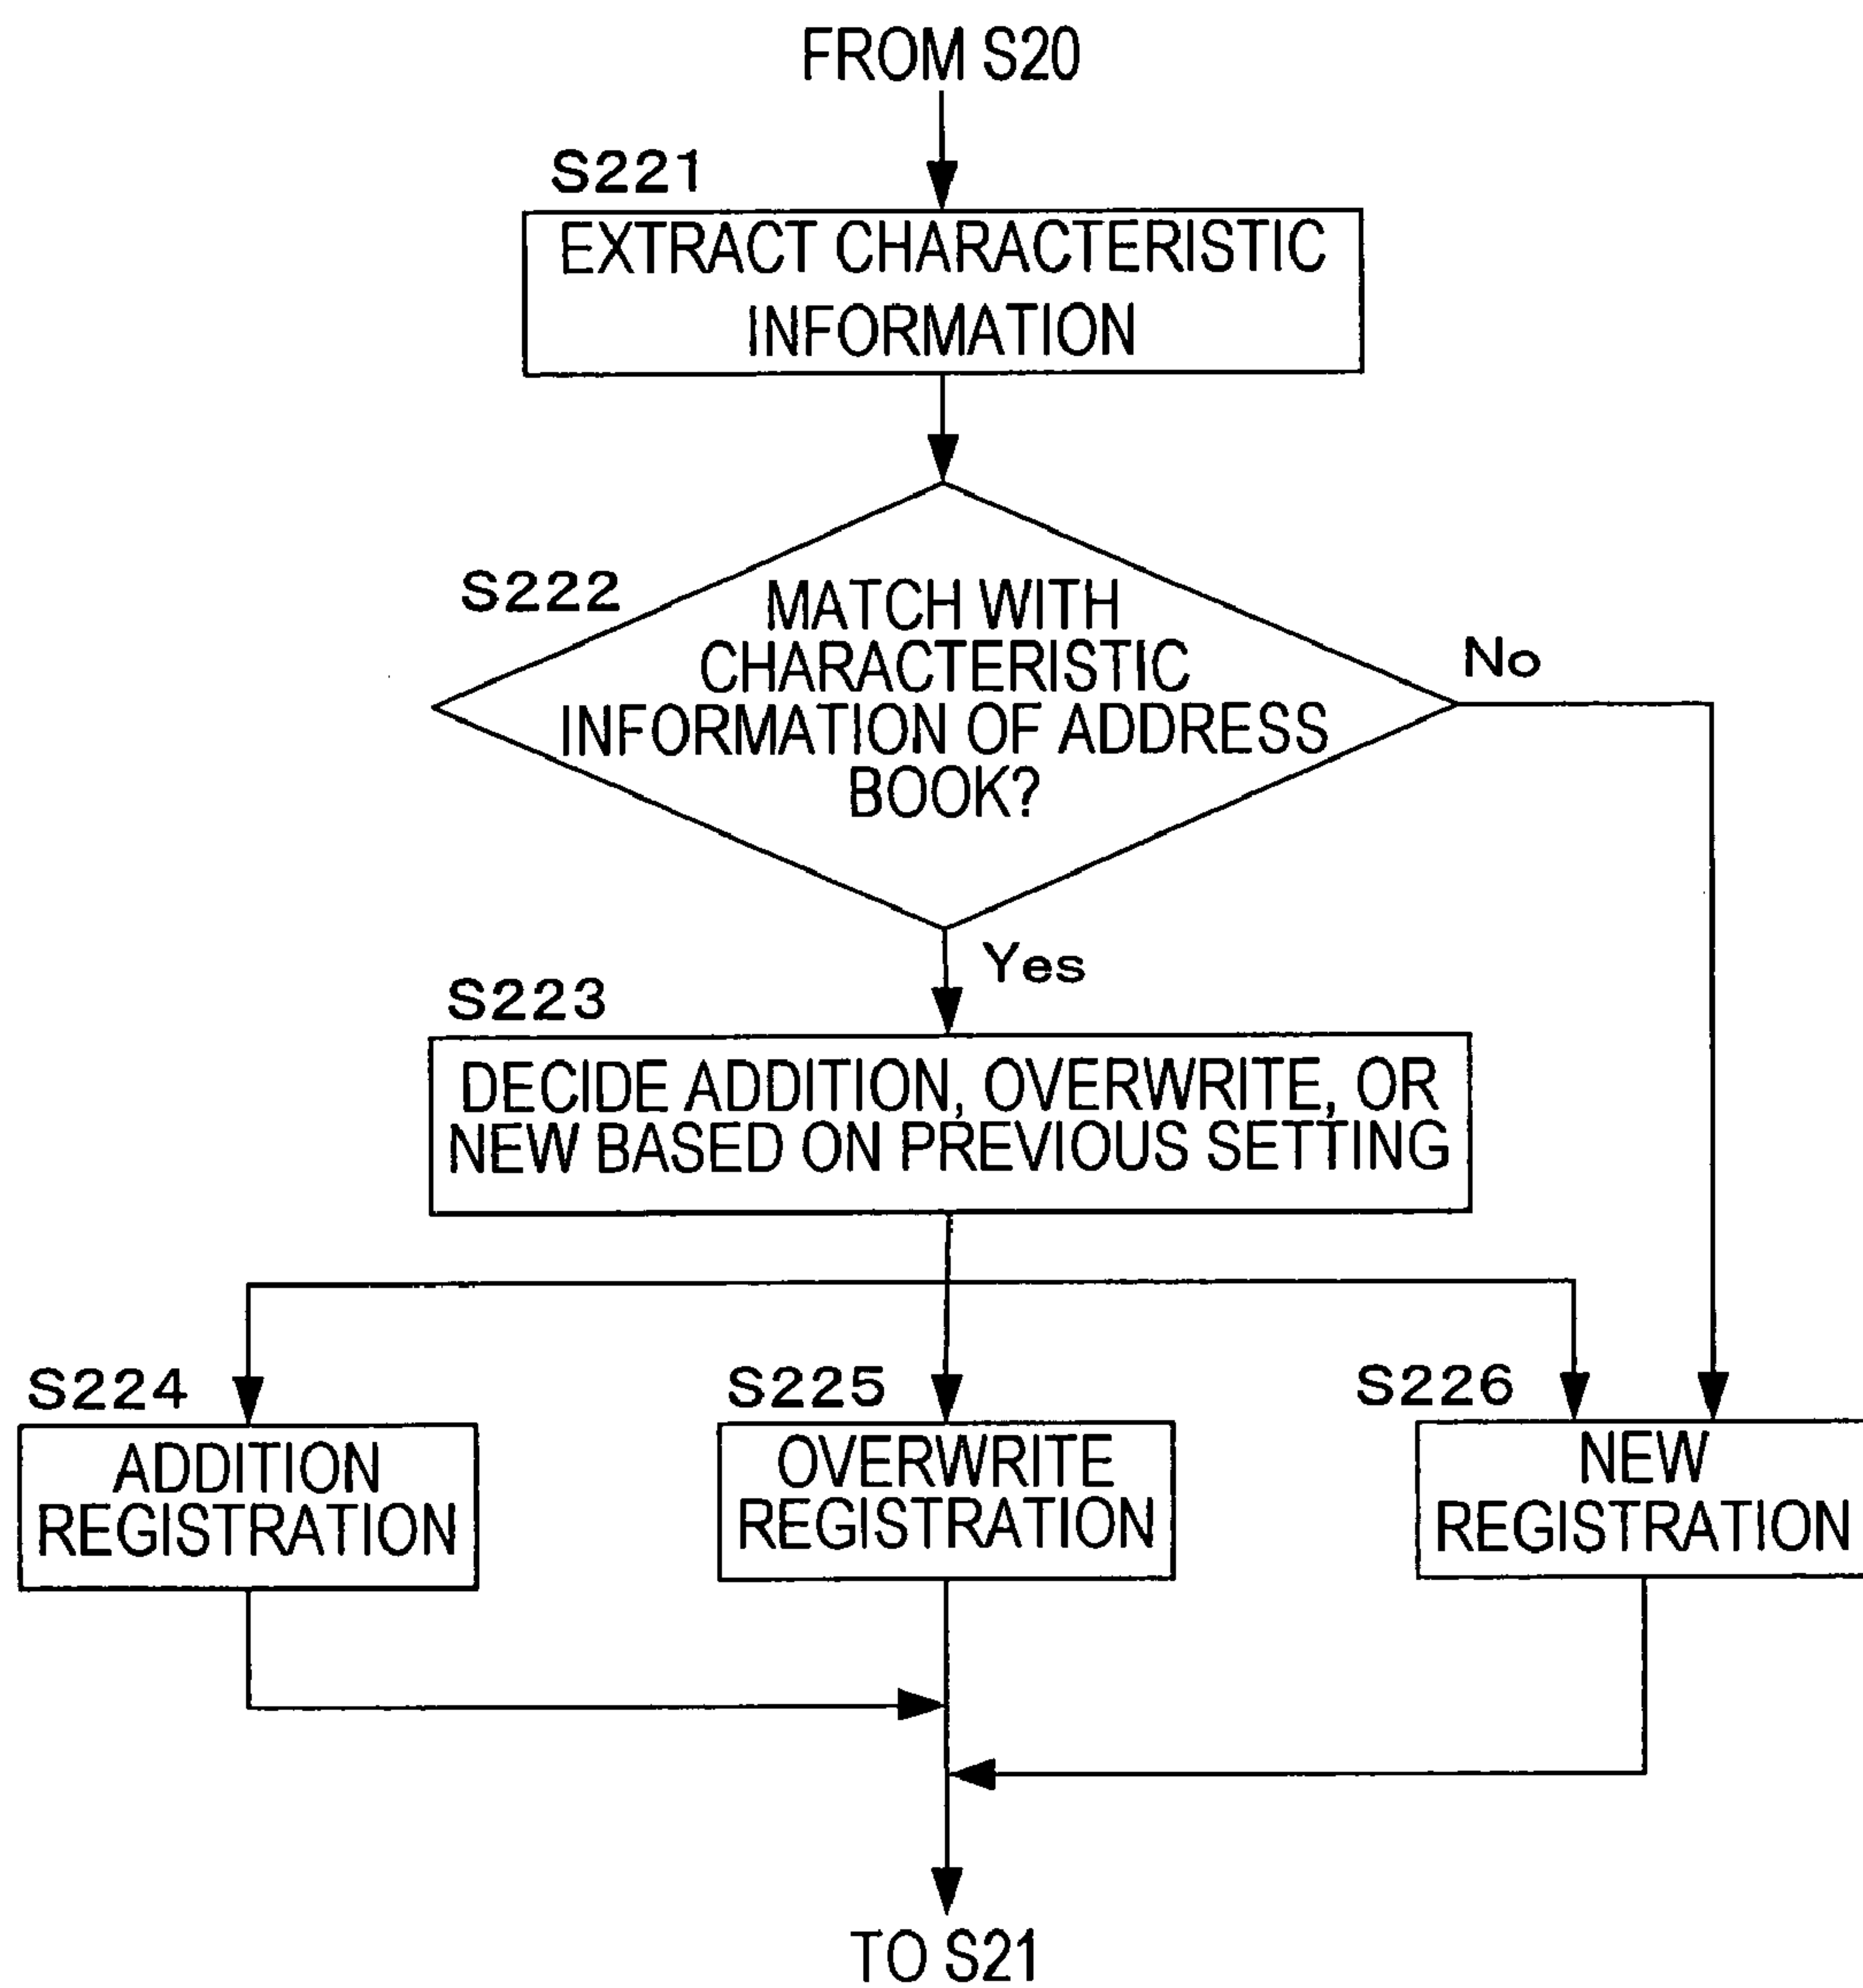 FROM S20
S221
EXTRACT CHARACTERISTIC
INFORMATION
S222
MATCH WITH
CHARACTERISTIC
INFORMATION OF ADDRESS
BOOK?
No
Yes
S223
DECIDE ADDITION, OVERWRITE, OR
NEW BASED ON PREVIOUS SETTING
S224
ADDITION
REGISTRATION
S225
OVERWRITE
REGISTRATION
S226
NEW
REGISTRATION
TO S21